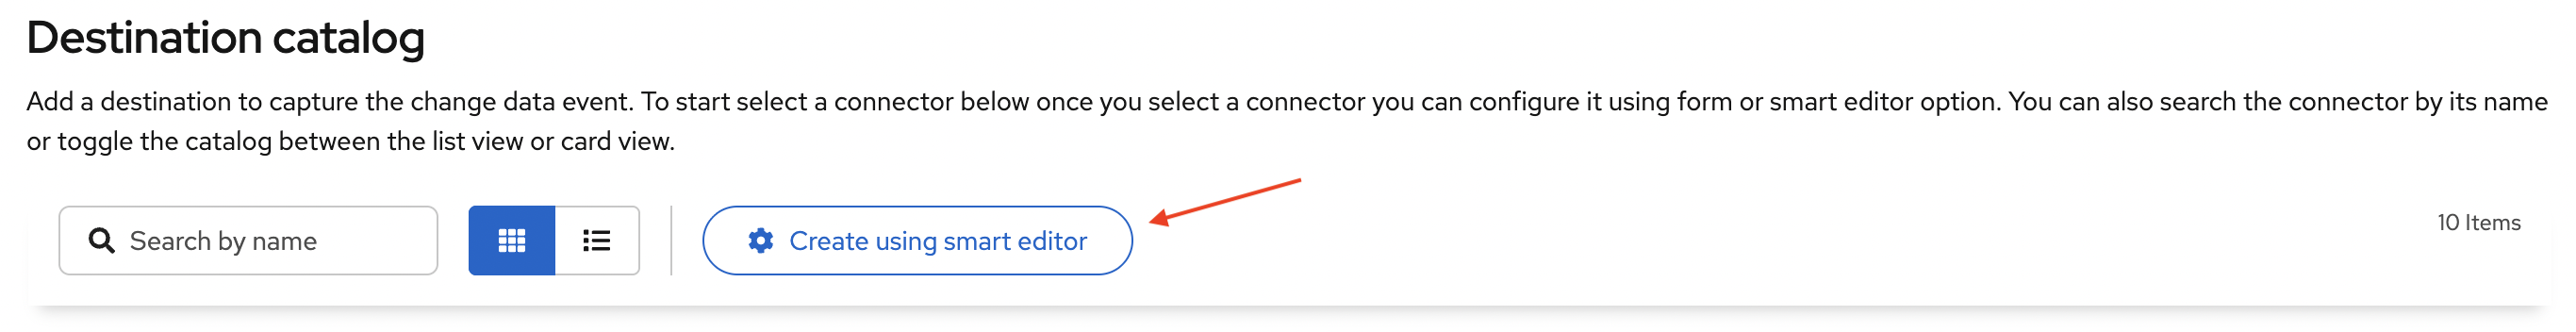 Destination catalog
Add a destination to capture the change data event. To start select a connector below once you select a connector you can configure it using form or smart editor option. You can also search the connector by its name
or toggle the catalog between the list view or card view.
Search by name
Create using smart editor
10 Items